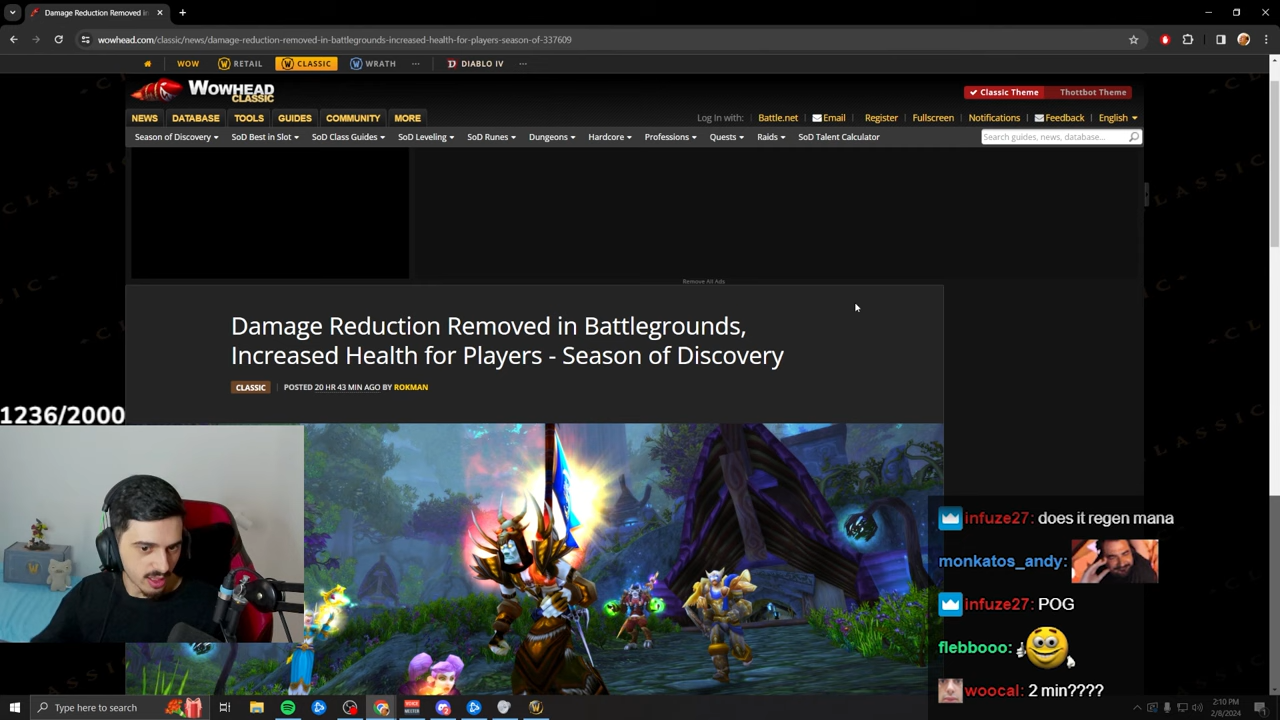 Damage Reduction Removed in
wowhead.com/classic/news/damage-reduction-removed-in-battlegrounds-increased-health-for-players-season-of-337609
WOW RETAIL CLASSIC WRATH DIABLO IV
WOWHEAD
CLASSIC
Classic Theme Thottbot Theme
NEWS DATABASE TOOLS GUIDES COMMUNITY MORE
Log In with: Battle.net Email Register Fullscreen Notifications Feedback English
Season of Discovery SoD Best in Slot SoD Class Guides SoD Leveling SoD Runes Dungeons Hardcore Professions Quests Raids SoD Talent Calculator
Search guides, news, database...
Remove All Ads
Damage Reduction Removed in Battlegrounds,
Increased Health for Players - Season of Discovery
CLASSIC POSTED 20 HR 43 MIN AGO BY ROKMAN
1236/2000
infuze27: does it regen mana
monkatos_andy:
infuze27: POG
flebbooo:
woocal: 2 min????
Type here to search
VOICE
MEETER
2:10 PM
2/8/2024